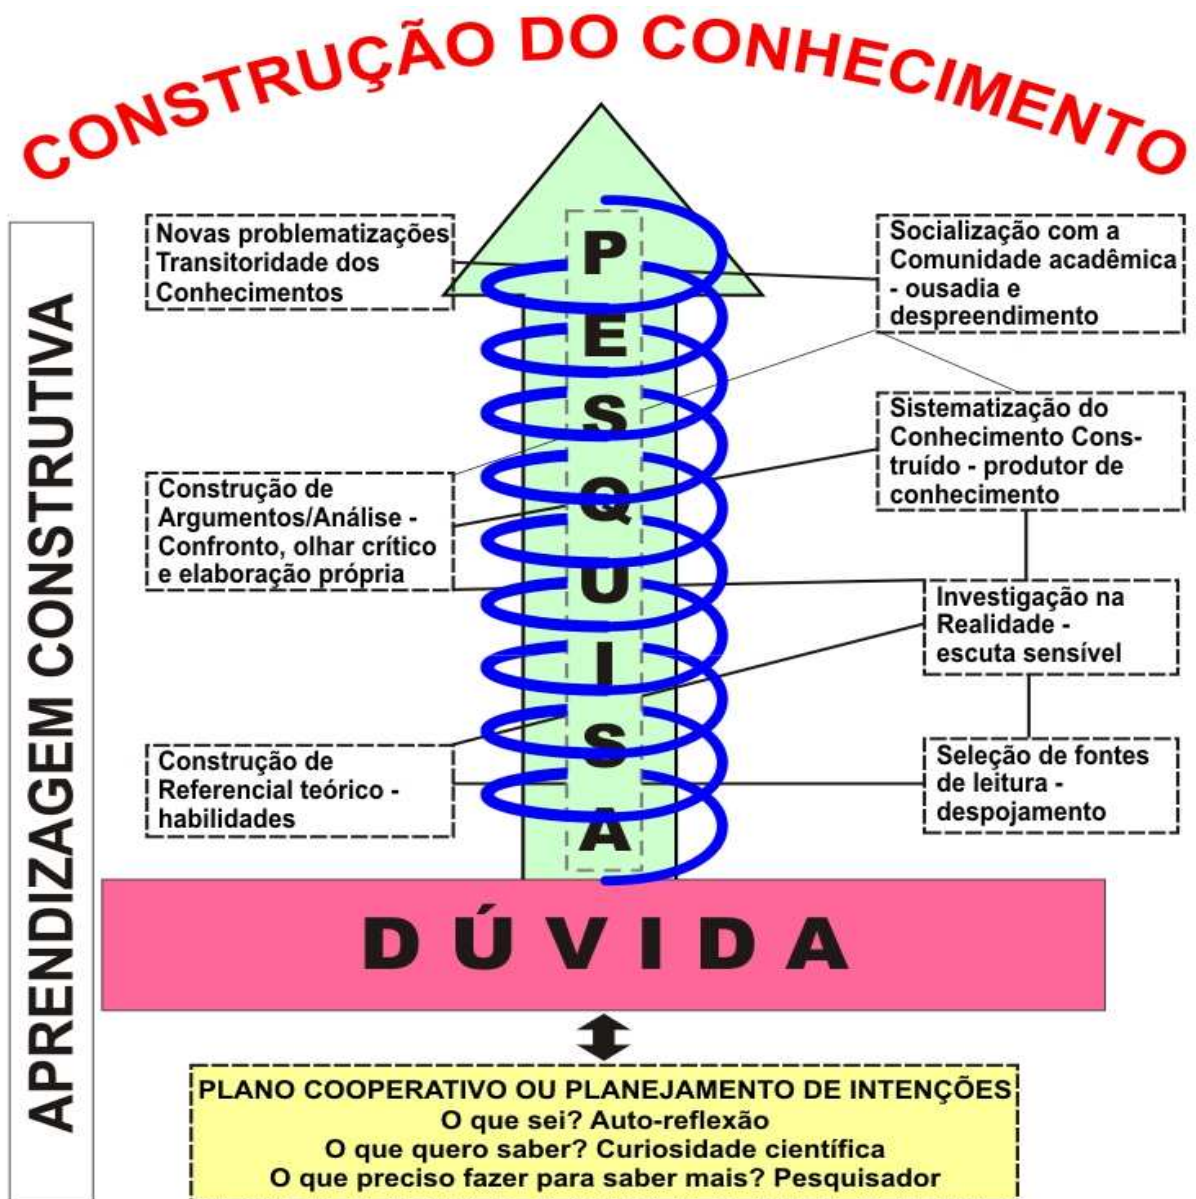 CONSTRUÇÃO DO CONHECIMENTO
APRENDIZAGEM CONSTRUTIVA
Novas problematizações
Transitoridade dos
Conhecimentos
Socialização com a
Comunidade acadêmica
- ousadia e
despreendimento
PESQUISA
Sistematização do
Conhecimento Cons-
truído - produtor de
conhecimento
Construção de
Argumentos/Análise -
Confronto, olhar crítico
e elaboração própria
Investigação na
Realidade -
escuta sensível
Construção de
Referencial teórico -
habilidades
Seleção de fontes
de leitura -
despojamento
DÚVIDA
PLANO COOPERATIVO OU PLANEJAMENTO DE INTENÇÕES
O que sei? Auto-reflexão
O que quero saber? Curiosidade científica
O que preciso fazer para saber mais? Pesquisador